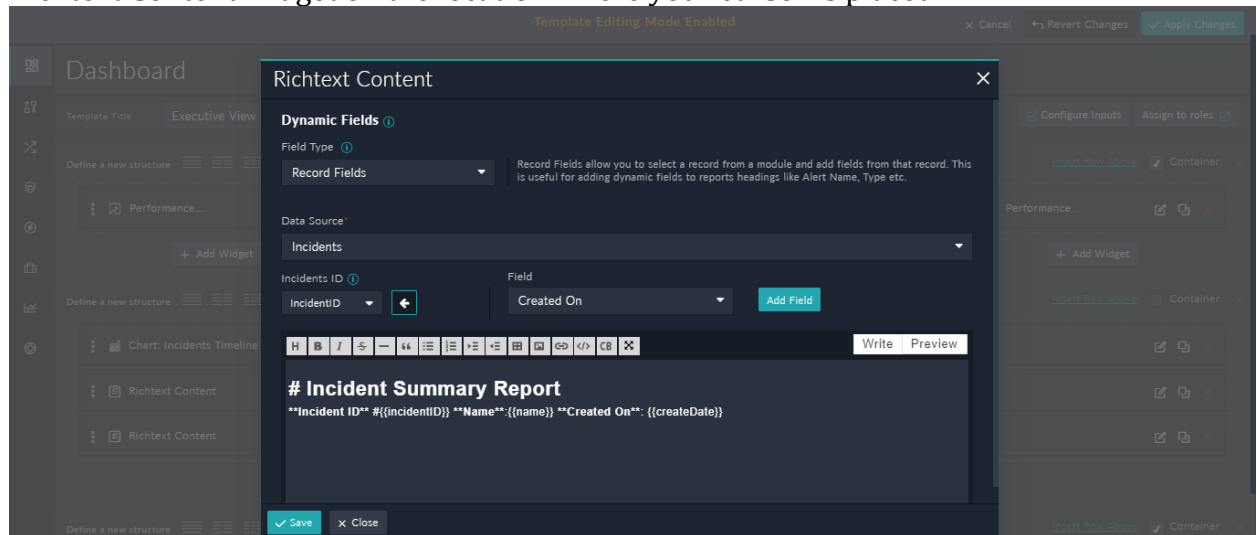 Template Editing Mode Enabled
Cancel Revert Changes Apply Changes
Dashboard
Richtext Content
Template Title Executive View
Configure Inputs Assign to roles
Dynamic Fields
Field Type
Record Fields
Record Fields allow you to select a record from a module and add fields from that record. This
is useful for adding dynamic fields to reports headings like Alert Name, Type etc.
Define a new structure
Insert Row Above Container
Performance...
Performance...
Data Source*
Incidents
+ Add Widget
+ Add Widget
Incidents ID
Field
IncidentID
Created On
Add Field
Define a new structure
Insert Row Above Container
Chart: Incidents Timeline
H B I S — “ CB
Write Preview
# Incident Summary Report
**Incident ID** #{{incidentID}} **Name**:{{name}} **Created On**: {{createDate}}
Richtext Content
Richtext Content
Save Close
Define a new structure
Insert Row Above Container